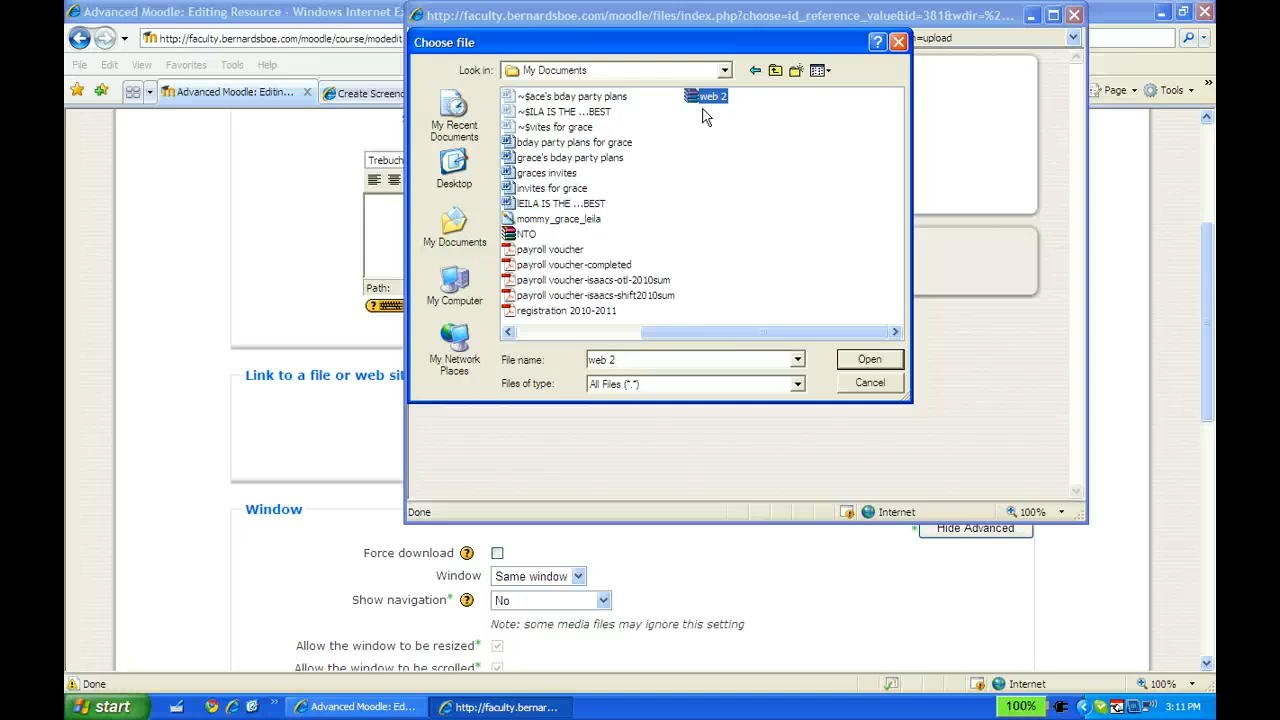 Advanced Moodle: Editing Resource - Windows Internet Ex
http://faculty.bernardsboe.com/moodle/files/index.php?choose=id_reference_value&id=381&wdir=%2...
http://faculty.bernardsboe.com/moodle/course/mod
=upload
File Edit View Favorites Tools Help
Advanced Moodle: Editin...
Create Screenc
Page
Tools
Choose file
Look in:
My Documents
My Recent Documents
Desktop
My Documents
My Computer
My Network Places
~$ace's bday party plans
~$ILA IS THE ...BEST
~$vites for grace
bday party plans for grace
grace's bday party plans
graces invites
invites for grace
lEILA IS THE ...BEST
mommy_grace_leila
NTO
payroll voucher
payroll voucher-completed
payroll voucher-isaacs-otl-2010sum
payroll voucher-isaacs-shift2010sum
registration 2010-2011
web 2
File name:
web 2
Open
Files of type:
All Files (*.*)
Cancel
Trebuch
Path:
Link to a file or web sit
Done
Internet
100%
Window
* Hide Advanced
Force download
Window
Same window
Show navigation*
No
Note: some media files may ignore this setting
Allow the window to be resized*
Allow the window to be scrolled*
Done
Internet
100%
start
Advanced Moodle: Ed...
http://faculty.bernar...
100%
3:11 PM